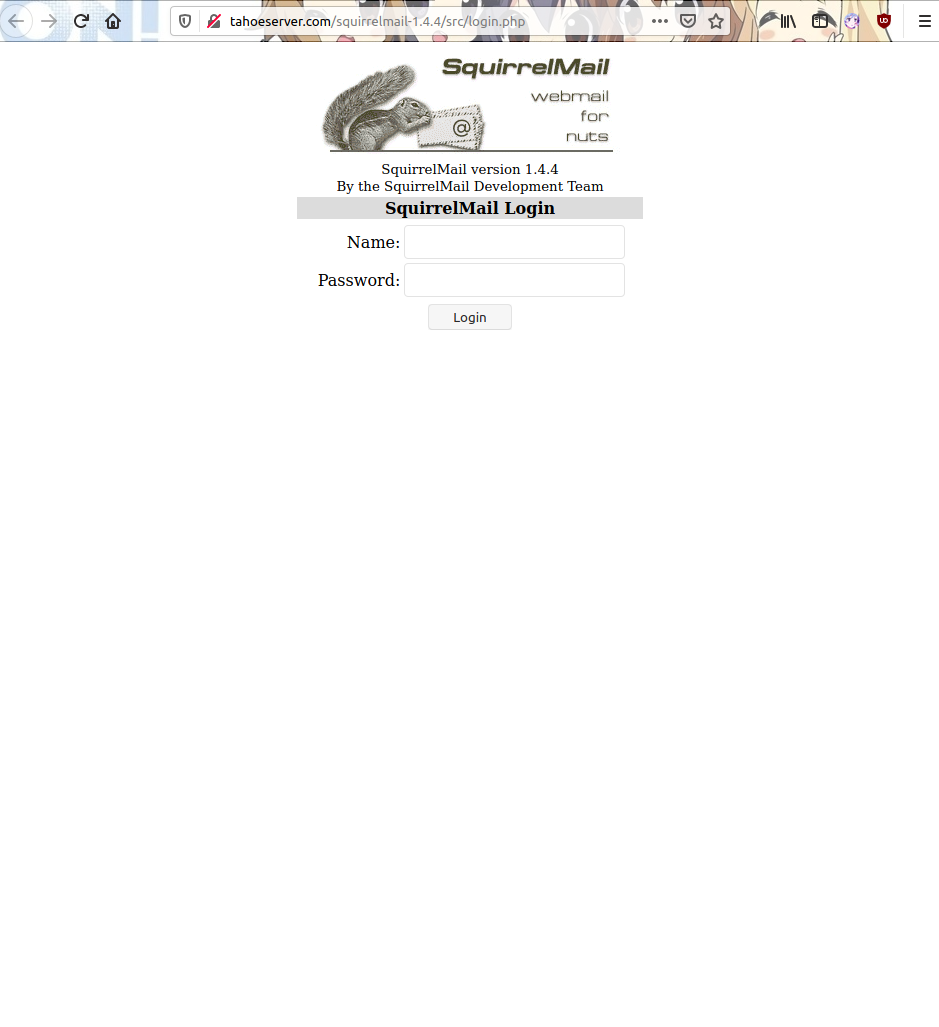 tahoeserver.com/squirrelmail-1.4.4/src/login.php
SquirrelMail
webmail
for
nuts
@
SquirrelMail version 1.4.4
By the SquirrelMail Development Team
SquirrelMail Login
Name:
Password:
Login